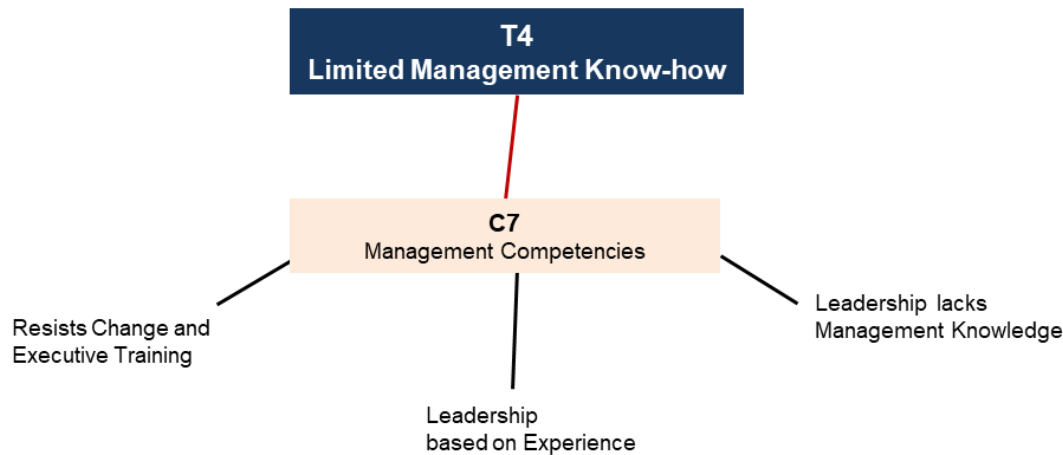 T4
Limited Management Know-how
C7
Management Competencies
Resists Change and
Executive Training
Leadership
based on Experience
Leadership lacks
Management Knowledge